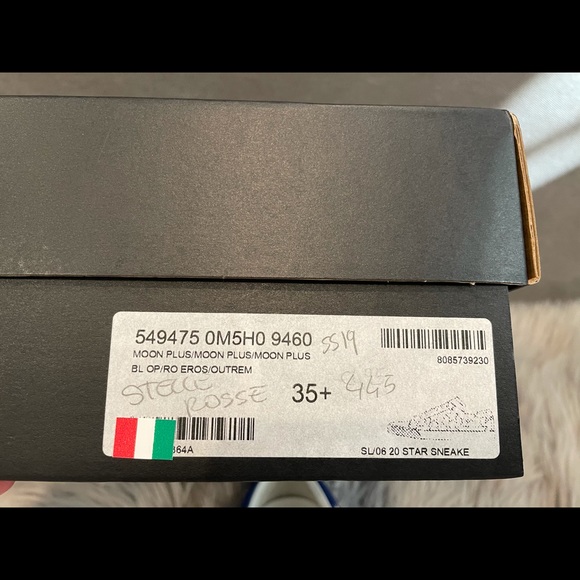 549475 0M5H0 9460 SS19
MOON PLUS/MOON PLUS/MOON PLUS
8085739230
BL OP/RO EROS/OUTREM
STELLE
ROSSE
35+
364A
SL/06 20 STAR SNEAKE